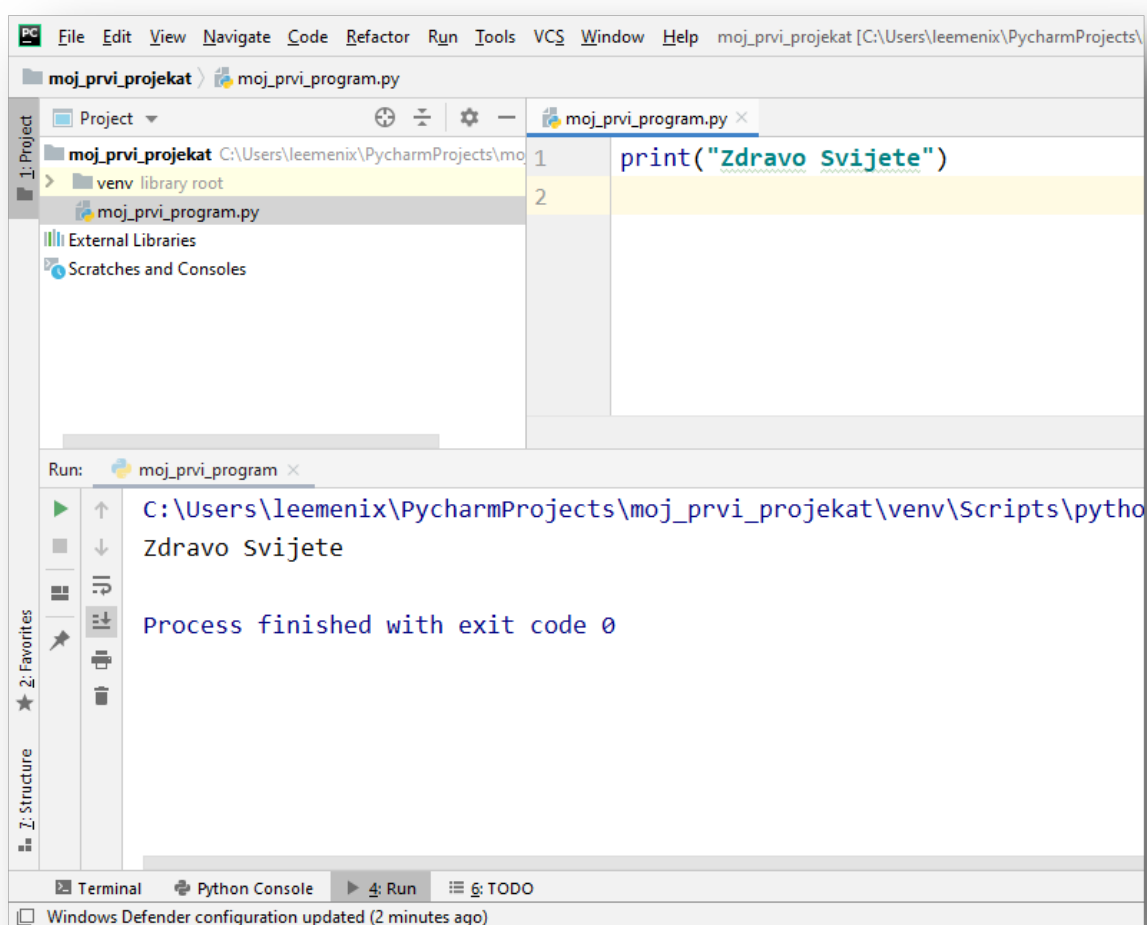 PC File Edit View Navigate Code Refactor Run Tools VCS Window Help moj_prvi_projekat [C:\Users\leemenix\PycharmProjects\
moj_prvi_projekat moj_prvi_program.py
1: Project
Project
moj_prvi_projekat C:\Users\leemenix\PycharmProjects\mo
venv library root
moj_prvi_program.py
External Libraries
Scratches and Consoles
moj_prvi_program.py
1 print("Zdravo Svijete")
2
Run: moj_prvi_program
C:\Users\leemenix\PycharmProjects\moj_prvi_projekat\venv\Scripts\pytho
Zdravo Svijete
Process finished with exit code 0
2: Favorites
7: Structure
Terminal Python Console 4: Run 6: TODO
Windows Defender configuration updated (2 minutes ago)